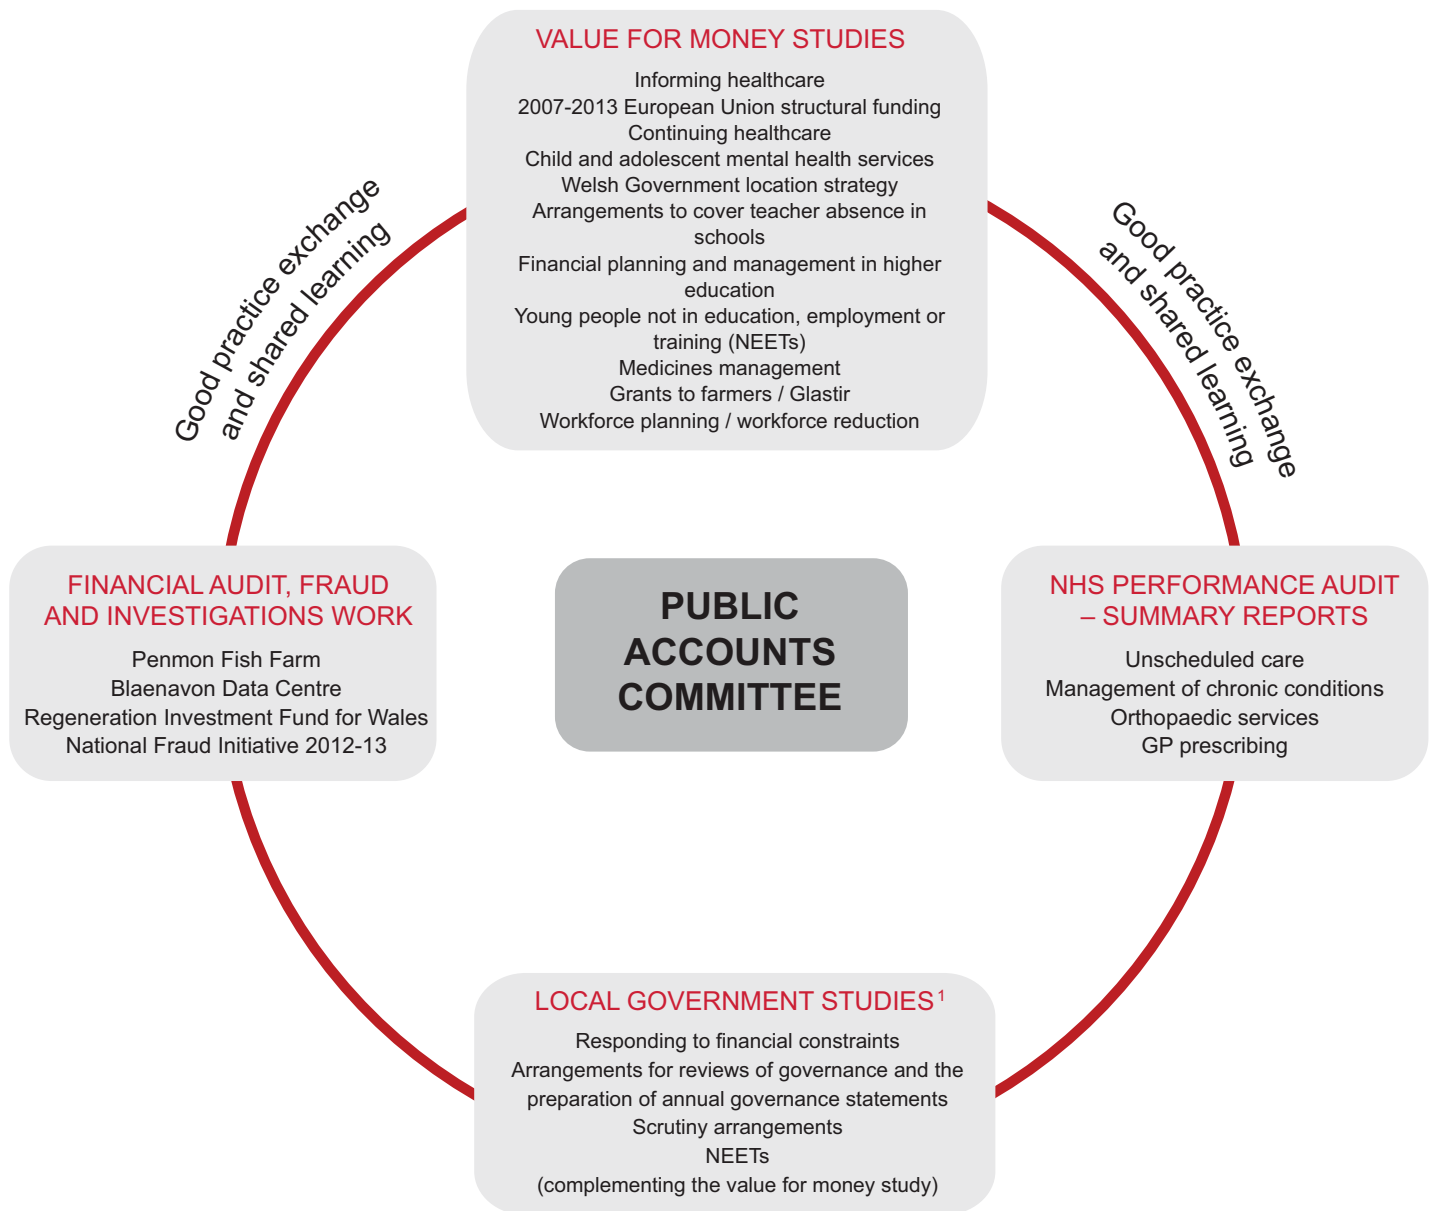 VALUE FOR MONEY STUDIES
Informing healthcare
2007-2013 European Union structural funding
Continuing healthcare
Child and adolescent mental health services
Welsh Government location strategy
Arrangements to cover teacher absence in
schools
Financial planning and management in higher
education
Young people not in education, employment or
training (NEETs)
Medicines management
Grants to farmers / Glastir
Workforce planning / workforce reduction
Good practice exchange
and shared learning
Good practice exchange
and shared learning
FINANCIAL AUDIT, FRAUD
AND INVESTIGATIONS WORK
Penmon Fish Farm
Blaenavon Data Centre
Regeneration Investment Fund for Wales
National Fraud Initiative 2012-13
PUBLIC
ACCOUNTS
COMMITTEE
NHS PERFORMANCE AUDIT
– SUMMARY REPORTS
Unscheduled care
Management of chronic conditions
Orthopaedic services
GP prescribing
LOCAL GOVERNMENT STUDIES 1
Responding to financial constraints
Arrangements for reviews of governance and the
preparation of annual governance statements
Scrutiny arrangements
NEETs
(complementing the value for money study)